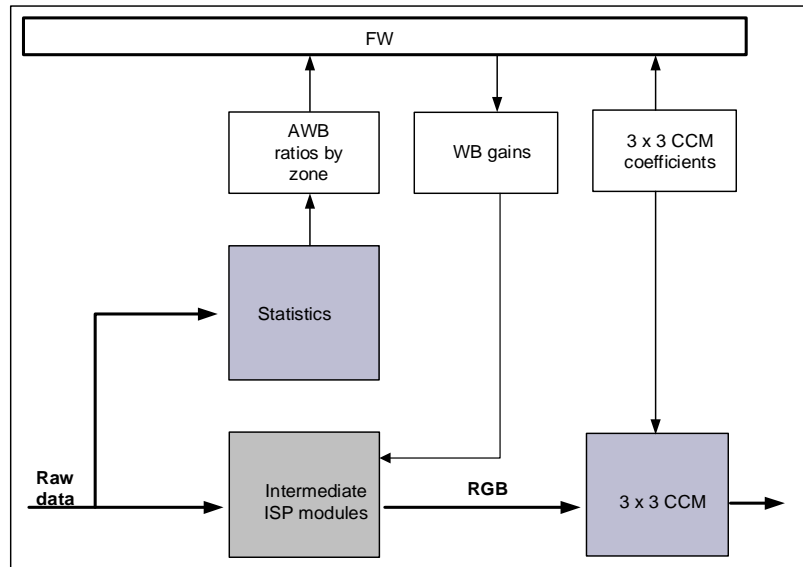 FW
AWB
ratios by
zone
WB gains
3 x 3 CCM
coefficients
Statistics
Raw
data
Intermediate
ISP modules
RGB
3 x 3 CCM